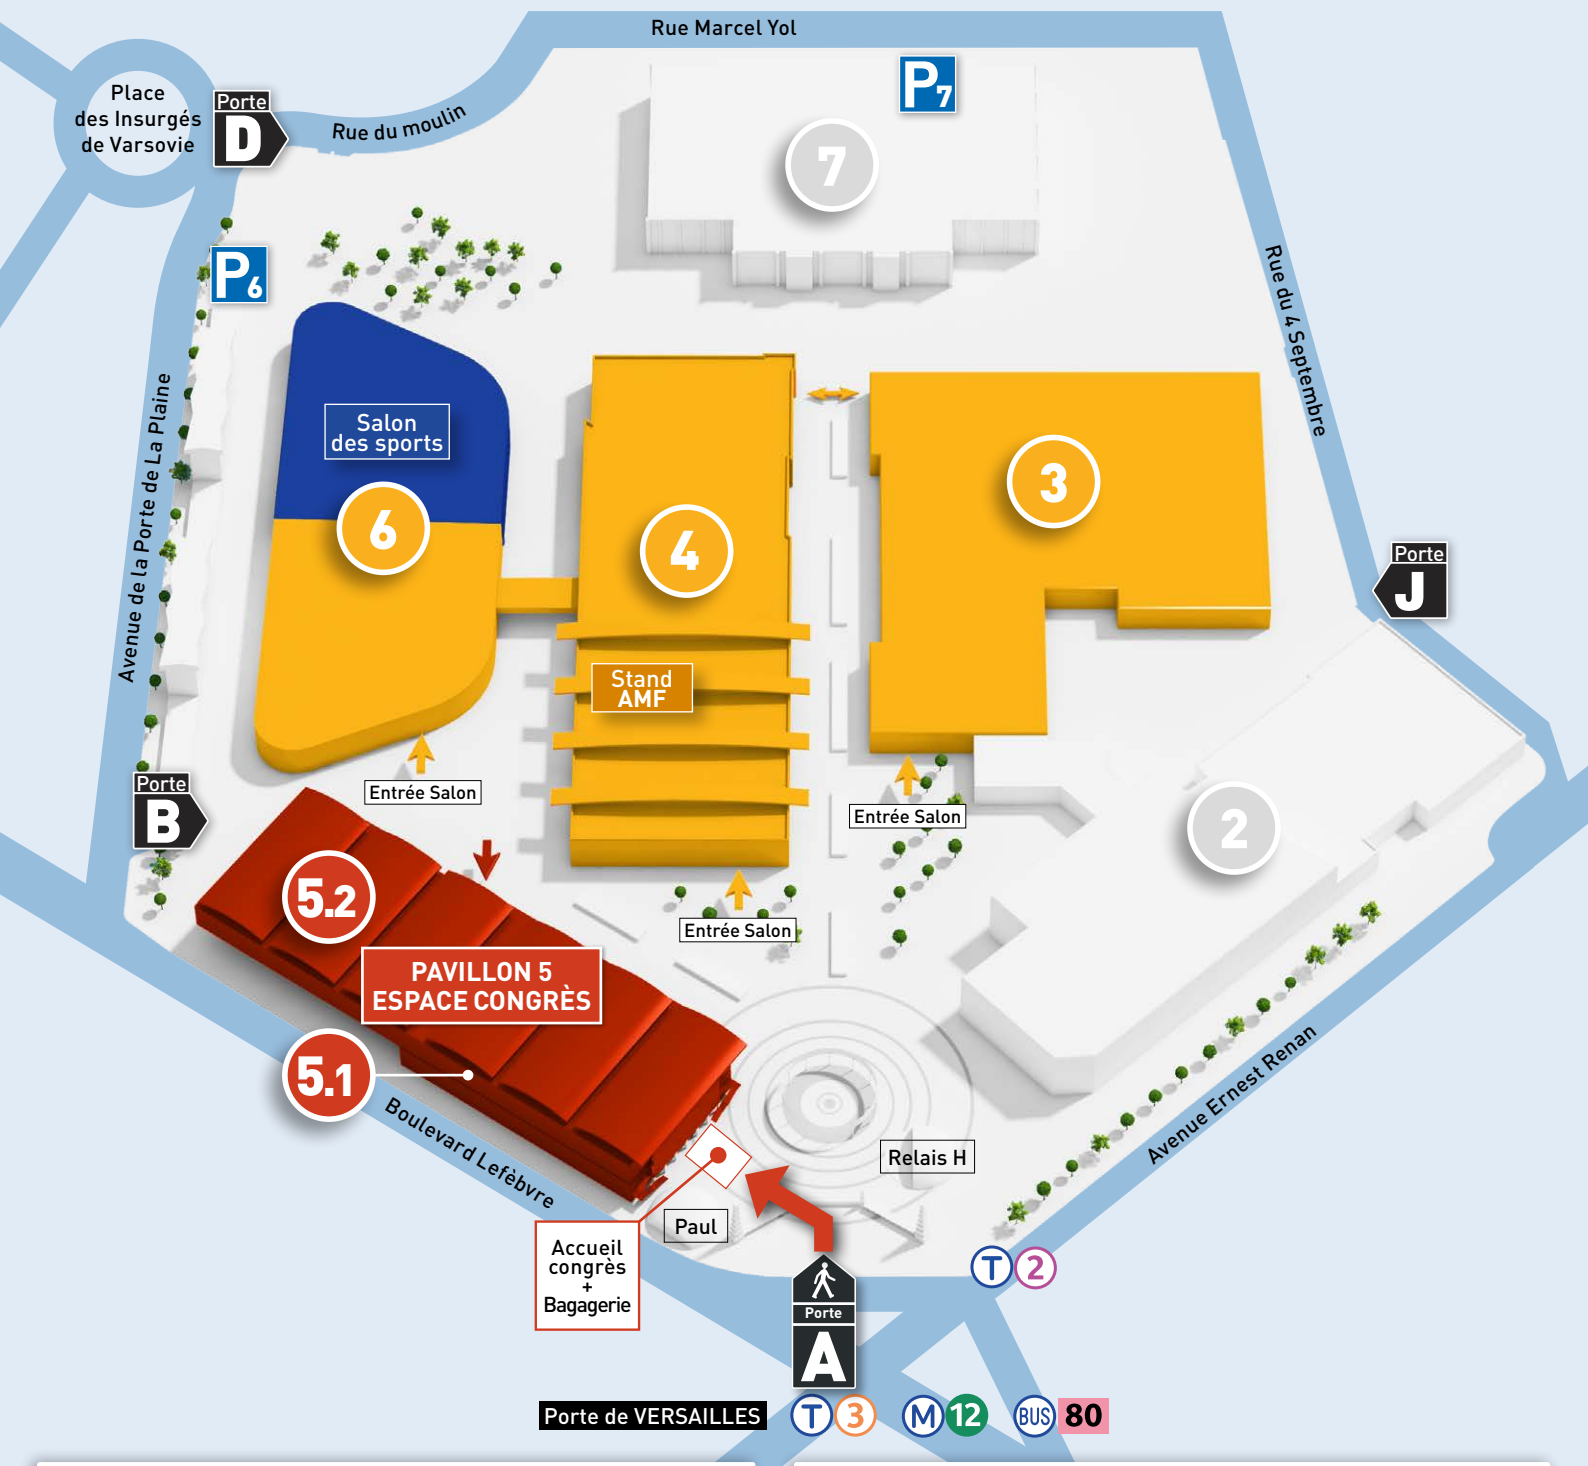 Rue Marcel Yol
Place
des Insurgés
de Varsovie
Porte
D
Rue du moulin
P7
7
P6
Rue du 4 Septembre
Avenue de la Porte de La Plaine
Salon
des sports
6
4
3
Porte
J
Stand
AMF
Entrée Salon
Porte
B
Entrée Salon
2
5.2
Entrée Salon
PAVILLON 5
ESPACE CONGRÈS
5.1
Boulevard Lefèbvre
Avenue Ernest Renan
Relais H
Paul
Accueil
congrès
+
Bagagerie
T 2
Porte
A
Porte de VERSAILLES T 3 M 12 BUS 80